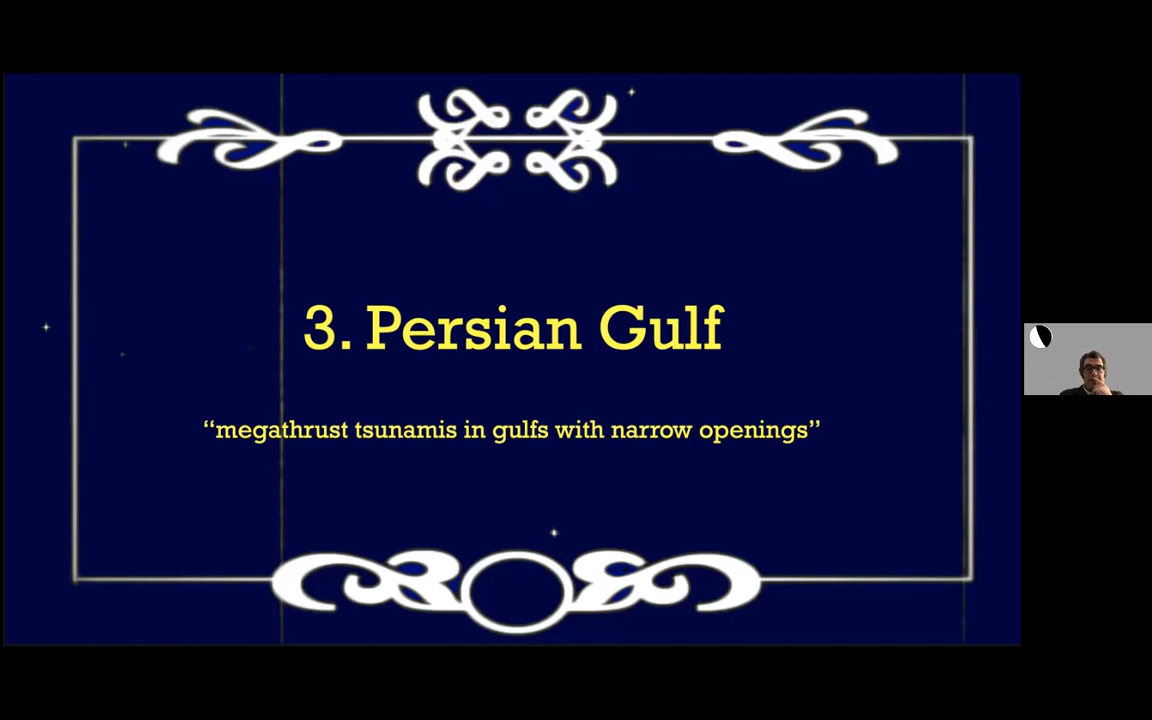 3. Persian Gulf
“megathrust tsunamis in gulfs with narrow openings”